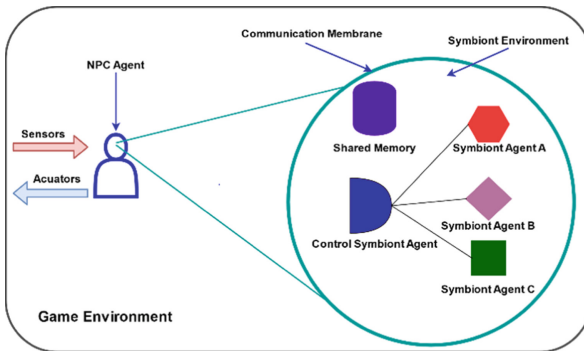 Communication Membrane
Symbiont Environment
NPC Agent
Sensors
Acuators
Shared Memory
Symbiont Agent A
Control Symbiont Agent
Symbiont Agent B
Symbiont Agent C
Game Environment